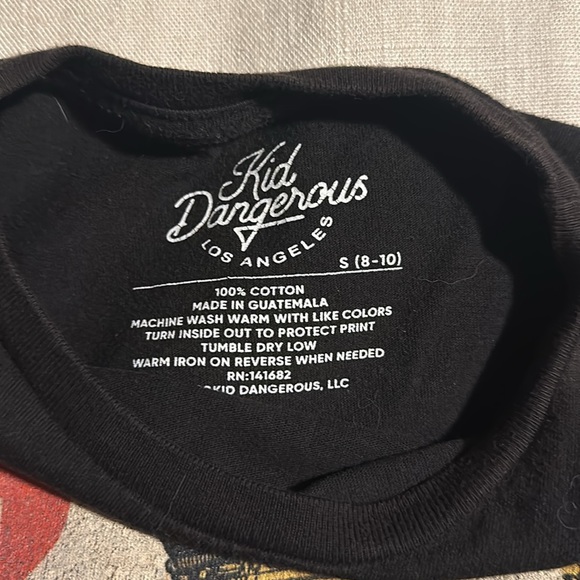 Kid
Dangerous
LOS ANGELES
S (8-10)
100% COTTON
MADE IN GUATEMALA
MACHINE WASH WARM WITH LIKE COLORS
TURN INSIDE OUT TO PROTECT PRINT
TUMBLE DRY LOW
WARM IRON ON REVERSE WHEN NEEDED
RN:141682
KID DANGEROUS, LLC